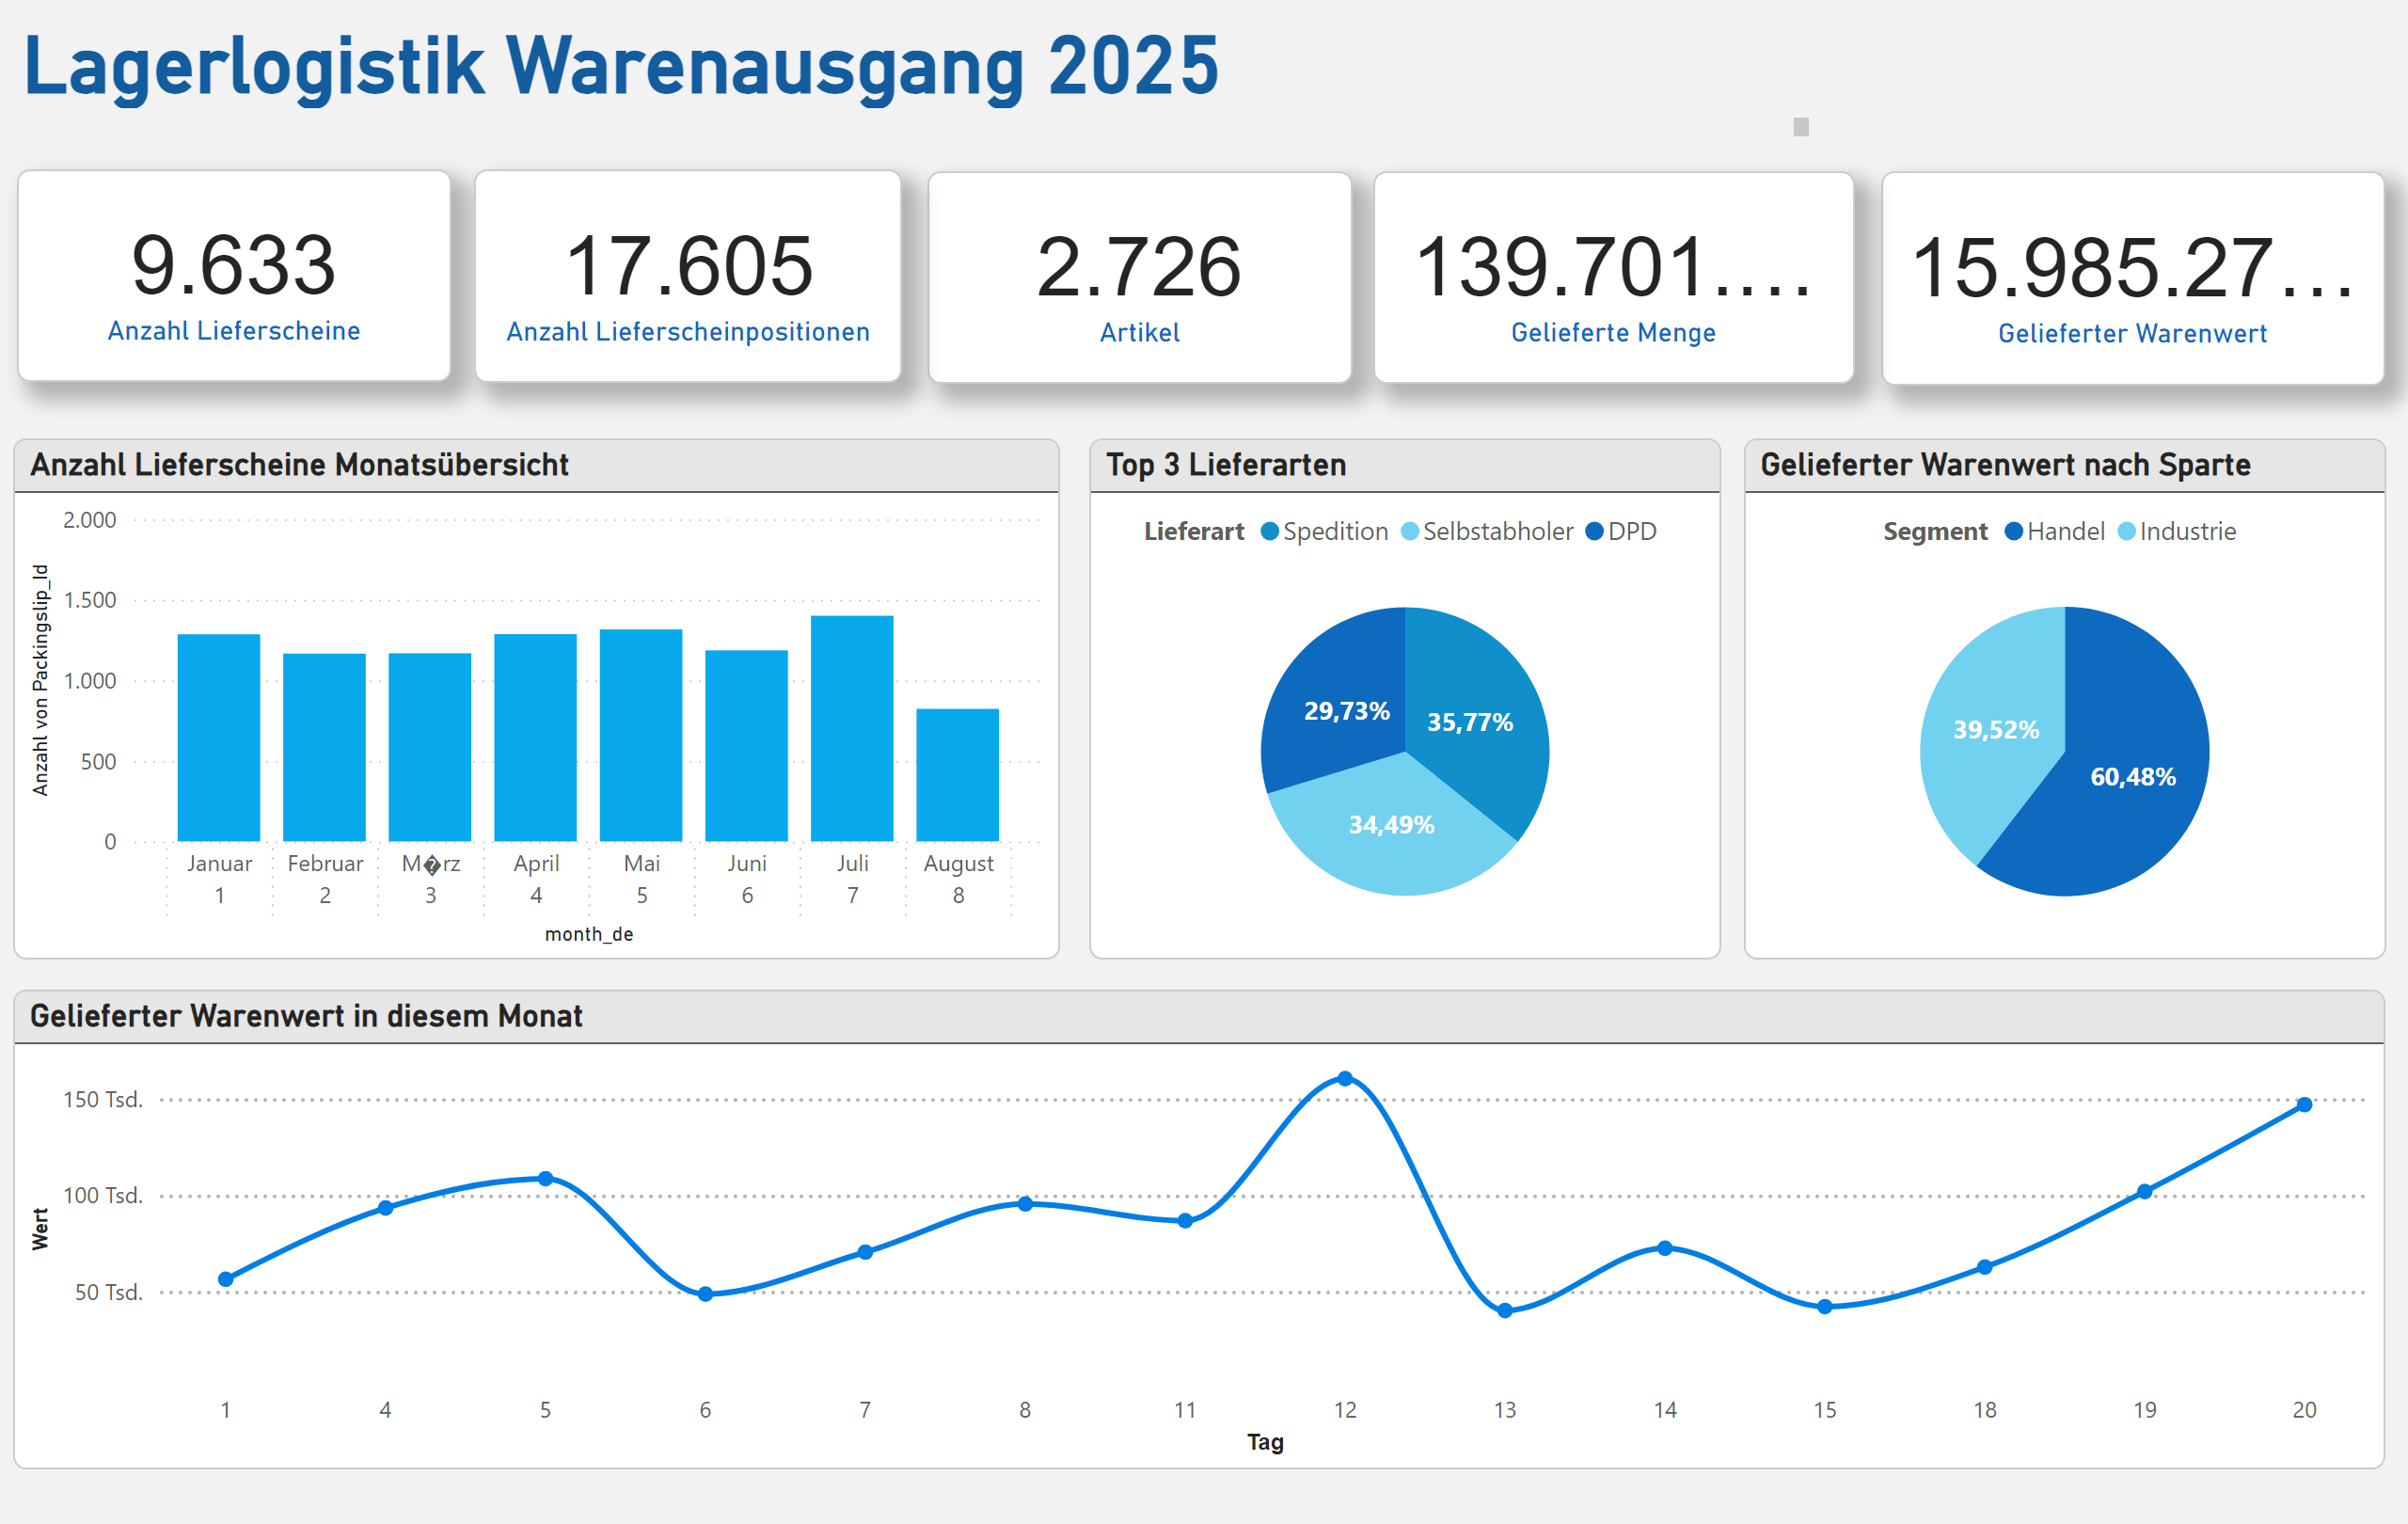 Lagerlogistik Warenausgang 2025
9.633
Anzahl Lieferscheine
17.605
Anzahl Lieferscheinpositionen
2.726
Artikel
139.701....
Gelieferte Menge
15.985.27...
Gelieferter Warenwert
Anzahl Lieferscheine Monatsübersicht
Anzahl von Packingslip_Id
2.000
1.500
1.000
500
0
Januar Februar M�rz April Mai Juni Juli August
1 2 3 4 5 6 7 8
month_de
Top 3 Lieferarten
Lieferart Spedition Selbstabholer DPD
29,73%
35,77%
34,49%
Gelieferter Warenwert nach Sparte
Segment Handel Industrie
39,52%
60,48%
Gelieferter Warenwert in diesem Monat
Wert
150 Tsd.
100 Tsd.
50 Tsd.
1 4 5 6 7 8 11 12 13 14 15 18 19 20
Tag